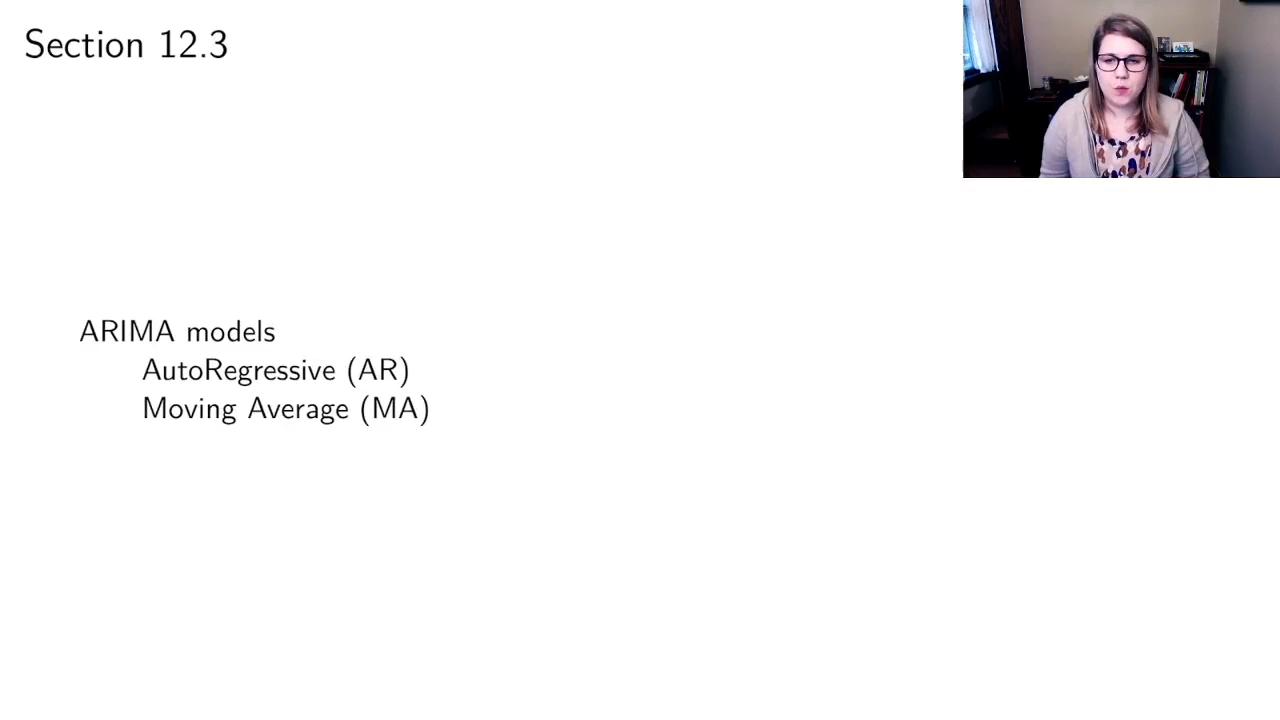 Section 12.3
ARIMA models
AutoRegressive (AR)
Moving Average (MA)